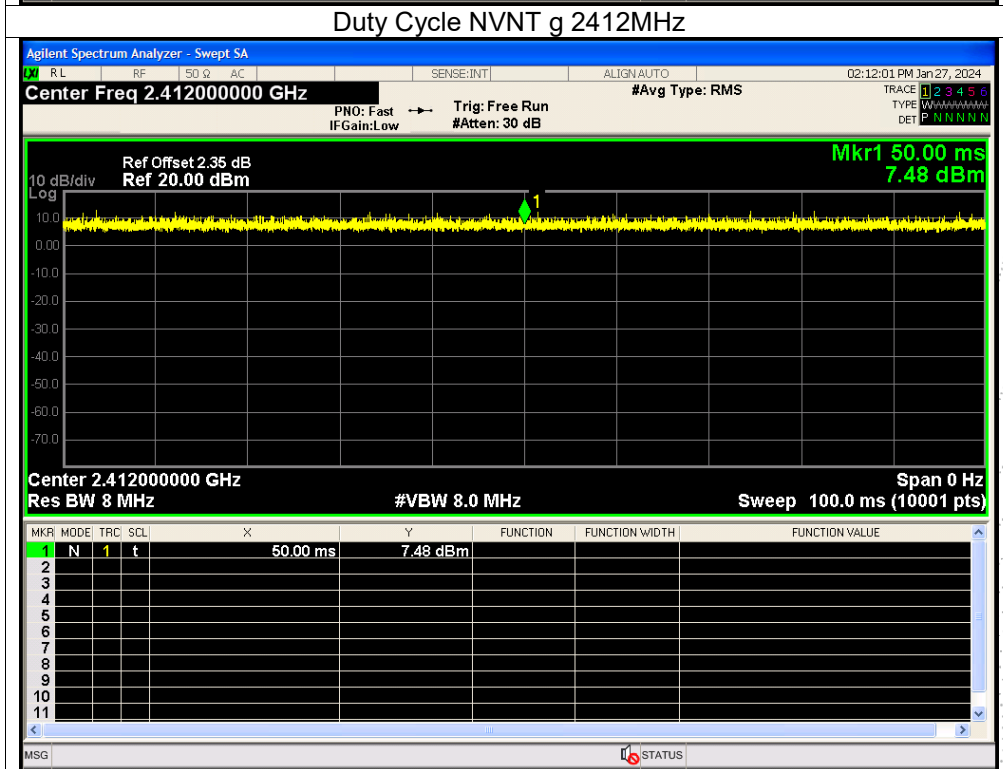 Duty Cycle NVNT g 2412MHz
Agilent Spectrum Analyzer - Swept SA
LXI RL RF 50 Ω AC SENSE:INT ALIGN AUTO 02:12:01 PM Jan 27, 2024
Center Freq 2.412000000 GHz #Avg Type: RMS TRACE 1 2 3 4 5 6
PNO: Fast Trig: Free Run TYPE WWWWWW
IFGain:Low #Atten: 30 dB DET P N N N N N
Mkr1 50.00 ms
Ref Offset 2.35 dB
10 dB/div Ref 20.00 dBm 7.48 dBm
Log
1
10.0
0.00
-10.0
-20.0
-30.0
-40.0
-50.0
-60.0
-70.0
Center 2.412000000 GHz Span 0 Hz
Res BW 8 MHz #VBW 8.0 MHz Sweep 100.0 ms (10001 pts)
MKR MODE TRC SCL X Y FUNCTION FUNCTION WIDTH FUNCTION VALUE
1 N 1 t 50.00 ms 7.48 dBm
2
3
4
5
6
7
8
9
10
11
MSG STATUS